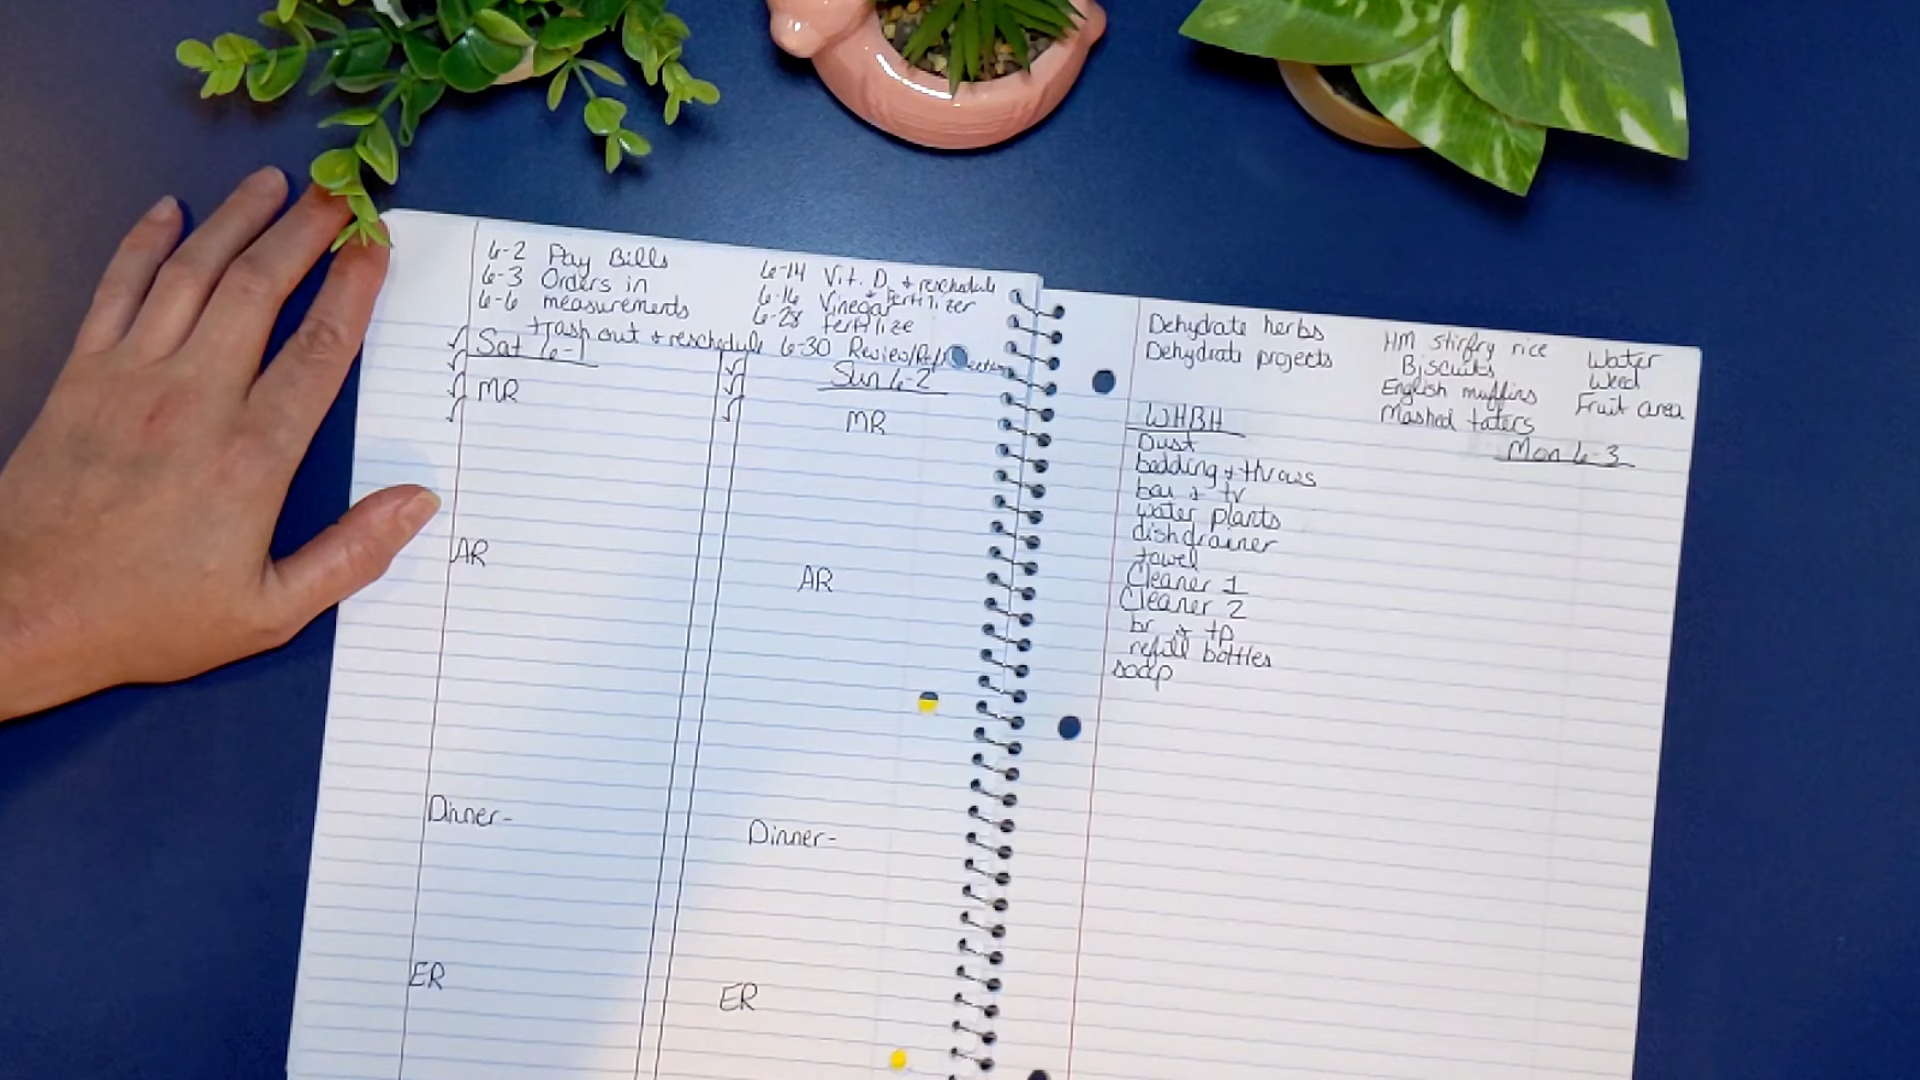 6-2 Pay Bills
6-3 Orders in
6-6 measurements
trash out + reschedule
6-14 Vit. D + reschedule
6-16 Vinegar + fertilizer
6-28 fertilize
6-30 Review/
Sat 6-1
MR
AR
Dinner-
ER
Sun 6-2
MR
AR
Dinner-
ER
Dehydrate herbs
Dehydrate projects
HM stirfry rice
Biscuits
English muffins
Mashed taters
Water
Weed
Fruit area
WHBH
Dust
bedding + throws
bar + tv
water plants
dishdrainer
towel
Cleaner 1
Cleaner 2
br + tp
refill bottles
soap
Mon 6-3